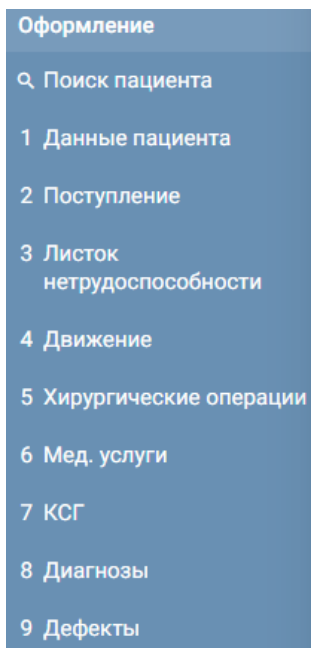 Оформление
Поиск пациента
1 Данные пациента
2 Поступление
3 Листок
нетрудоспособности
4 Движение
5 Хирургические операции
6 Мед. услуги
7 КСГ
8 Диагнозы
9 Дефекты